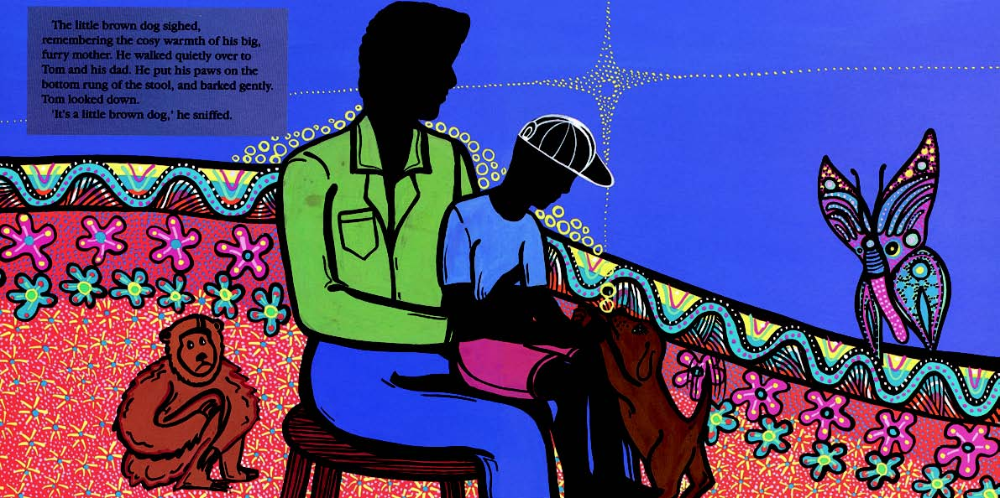 The little brown dog sighed,
remembering the cosy warmth of his big,
furry mother. He walked quietly over to
Tom and his dad. He put his paws on the
bottom rung of the stool, and barked gently.
Tom looked down.
'It's a little brown dog,' he sniffed.